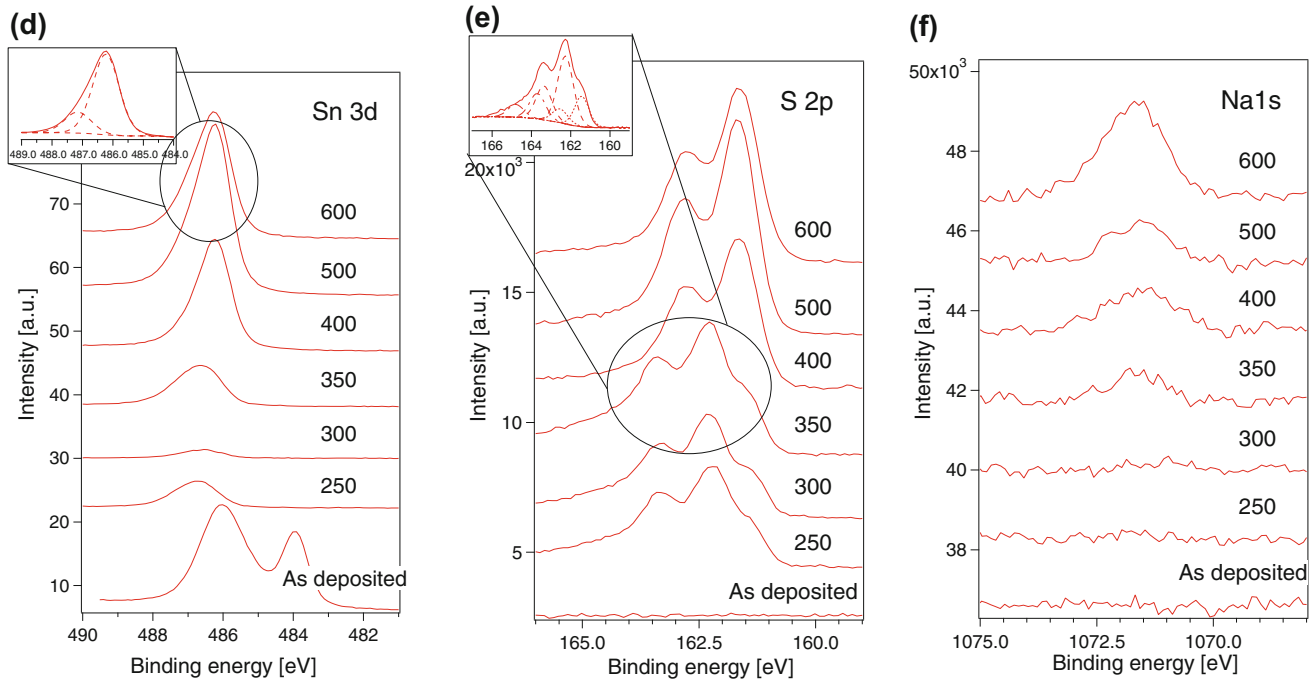 (d)
489.0 488.0 487.0 486.0 485.0 484.0
Sn 3d
70
60
50
40
30
20
10
Intensity [a.u.]
600
500
400
350
300
250
As deposited
490 488 486 484 482
Binding energy [eV]
(e)
166 164 162 160
S 2p
20x10³
15
10
5
Intensity [a.u.]
600
500
400
350
300
250
As deposited
165.0 162.5 160.0
Binding energy [eV]
(f)
50x10³
48
46
44
42
40
38
Intensity [a.u.]
Na1s
600
500
400
350
300
250
As deposited
1075.0 1072.5 1070.0
Binding energy [eV]